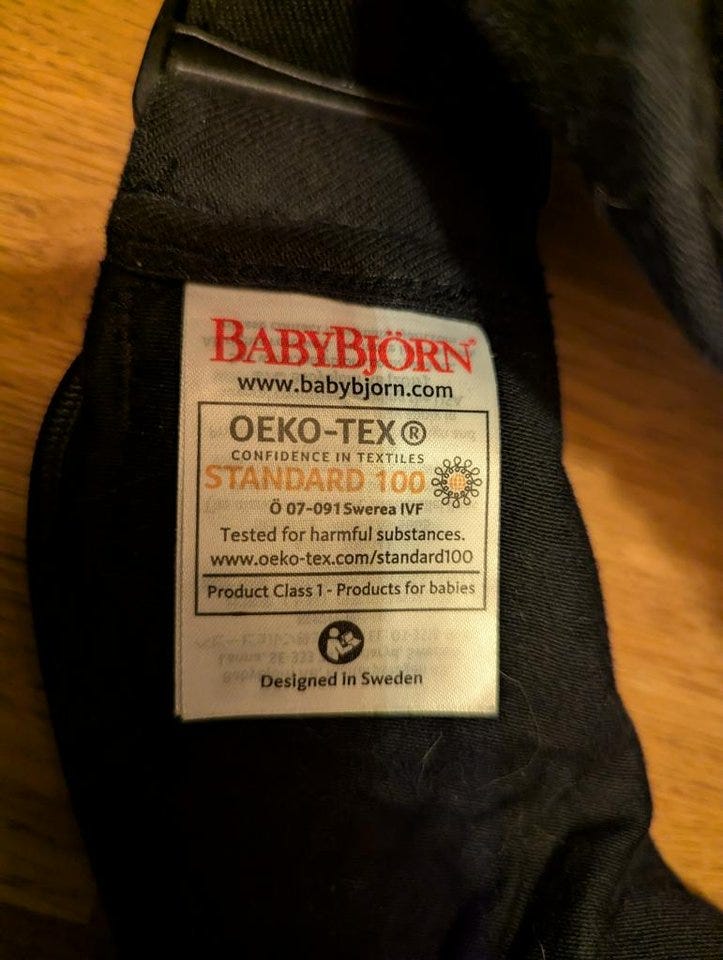 BABYBJÖRN®
www.babybjorn.com
OEKO-TEX®
CONFIDENCE IN TEXTILES
STANDARD 100
Ö 07-091 Swerea IVF
Tested for harmful substances.
www.oeko-tex.com/standard100
Product Class 1 - Products for babies
Designed in Sweden